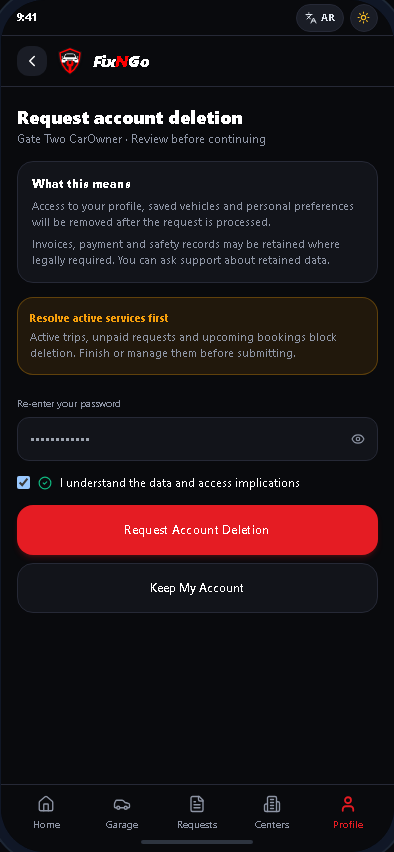 9:41
AR
FixNGo
Request account deletion
Gate Two CarOwner · Review before continuing
What this means
Access to your profile, saved vehicles and personal preferences
will be removed after the request is processed.
Invoices, payment and safety records may be retained where
legally required. You can ask support about retained data.
Resolve active services first
Active trips, unpaid requests and upcoming bookings block
deletion. Finish or manage them before submitting.
Re-enter your password
••••••••••••
I understand the data and access implications
Request Account Deletion
Keep My Account
Home Garage Requests Centers Profile